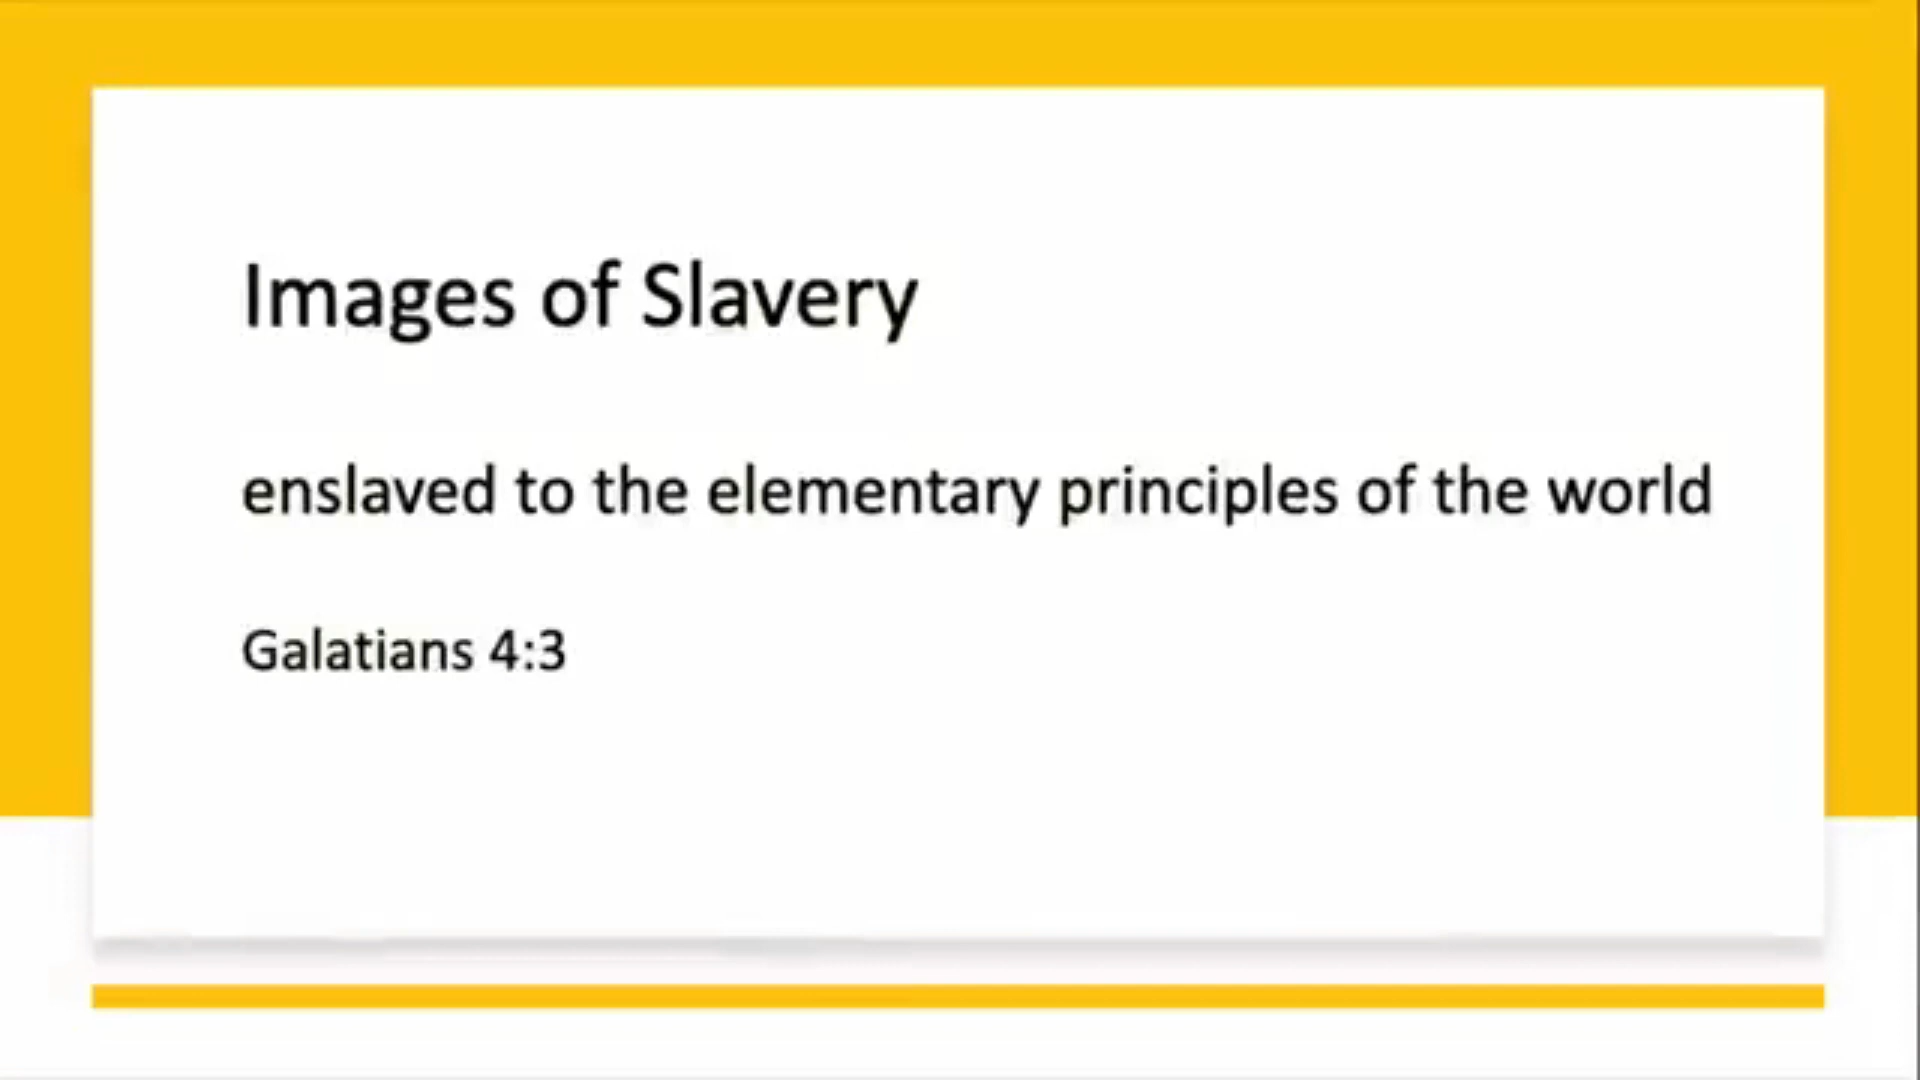 Images of Slavery
enslaved to the elementary principles of the world
Galatians 4:3